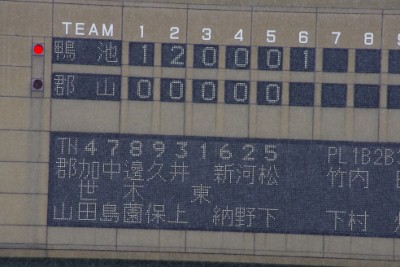 TEAM 1 2 3 4 5 6 7 8 9
鴨池 1 2 0 0 0 1
郡山 0 0 0 0 0
TN 4 7 8 9 3 1 6 2 5 PL 1B 2B 3
郡 加 中 邊 久 井 新 河 松 竹 内
世 木 東
山 田 島 園 保 上 納 野 下 下 村